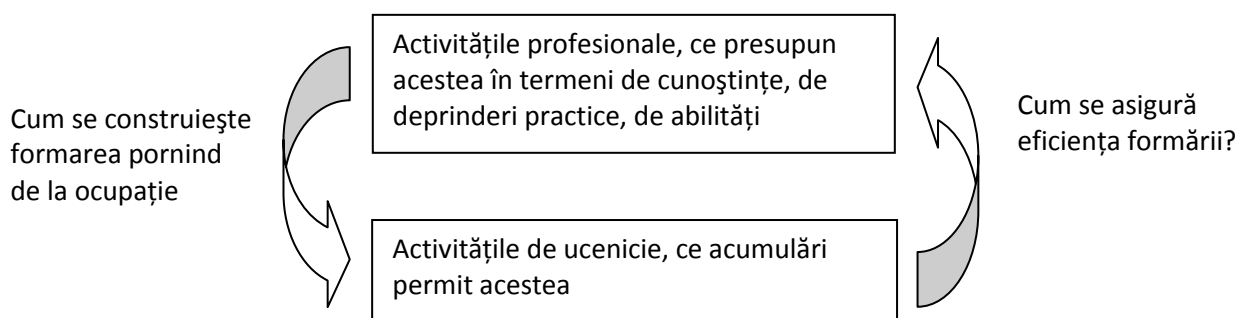 Activitățile profesionale, ce presupun
acestea în termeni de cunoştințe, de
deprinderi practice, de abilități
Cum se construieşte
formarea pornind
de la ocupație
Cum se asigură
eficiența formării?
Activitățile de ucenicie, ce acumulări
permit acestea